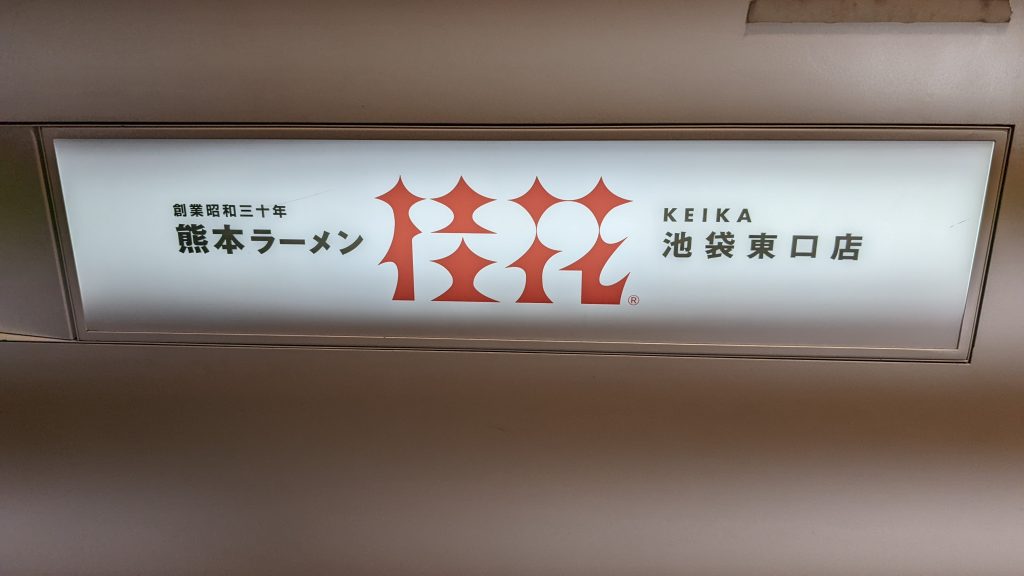 創業昭和三十年
熊本ラーメン
桂花
®
KEIKA
池袋東口店